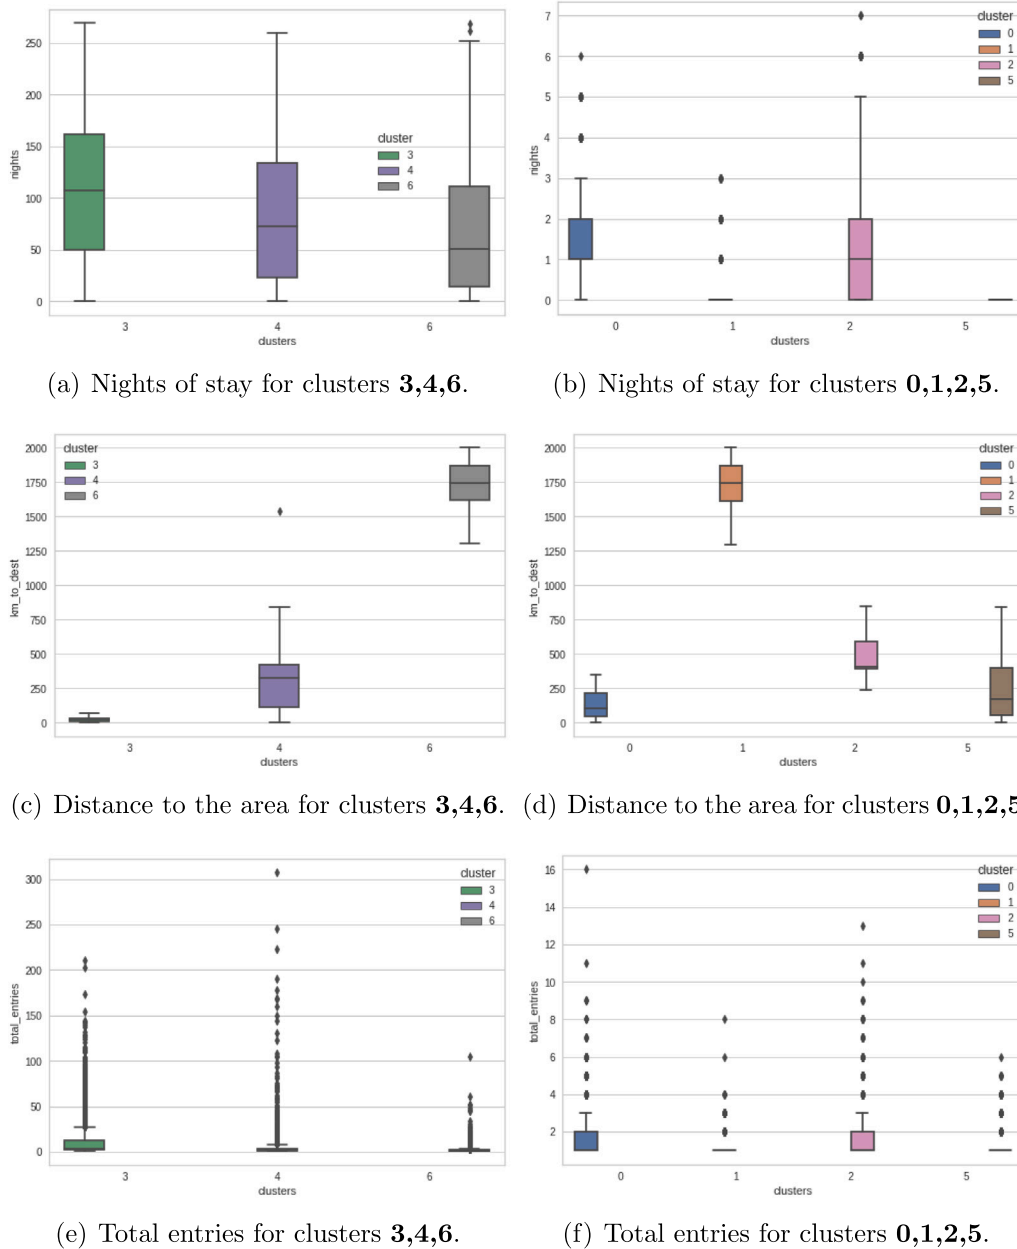 250
200
150
100
50
0
nights
cluster
3
4
6
3 4 6
clusters
7
6
5
4
3
2
1
0
nights
cluster
0
1
2
5
0 1 2 5
clusters
(a) Nights of stay for clusters 3,4,6.
(b) Nights of stay for clusters 0,1,2,5.
2000
1750
1500
1250
1000
750
500
250
0
km_to_dest
cluster
3
4
6
3 4 6
clusters
2000
1750
1500
1250
1000
750
500
250
0
km_to_dest
cluster
0
1
2
5
0 1 2 5
clusters
(c) Distance to the area for clusters 3,4,6.
(d) Distance to the area for clusters 0,1,2,5
300
250
200
150
100
50
0
total_entries
cluster
3
4
6
3 4 6
clusters
16
14
12
10
8
6
4
2
total_entries
cluster
0
1
2
5
0 1 2 5
clusters
(e) Total entries for clusters 3,4,6.
(f) Total entries for clusters 0,1,2,5.